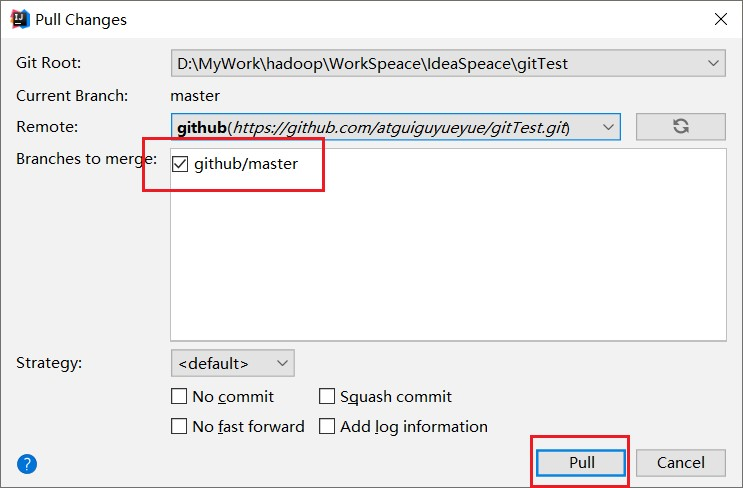 Pull Changes
Git Root: D:\MyWork\hadoop\WorkSpeace\IdeaSpeace\gitTest
Current Branch: master
Remote: github(https://github.com/atguiguyueyue/gitTest.git)
Branches to merge: github/master
Strategy: <default>
No commit Squash commit
No fast forward Add log information
? Pull Cancel